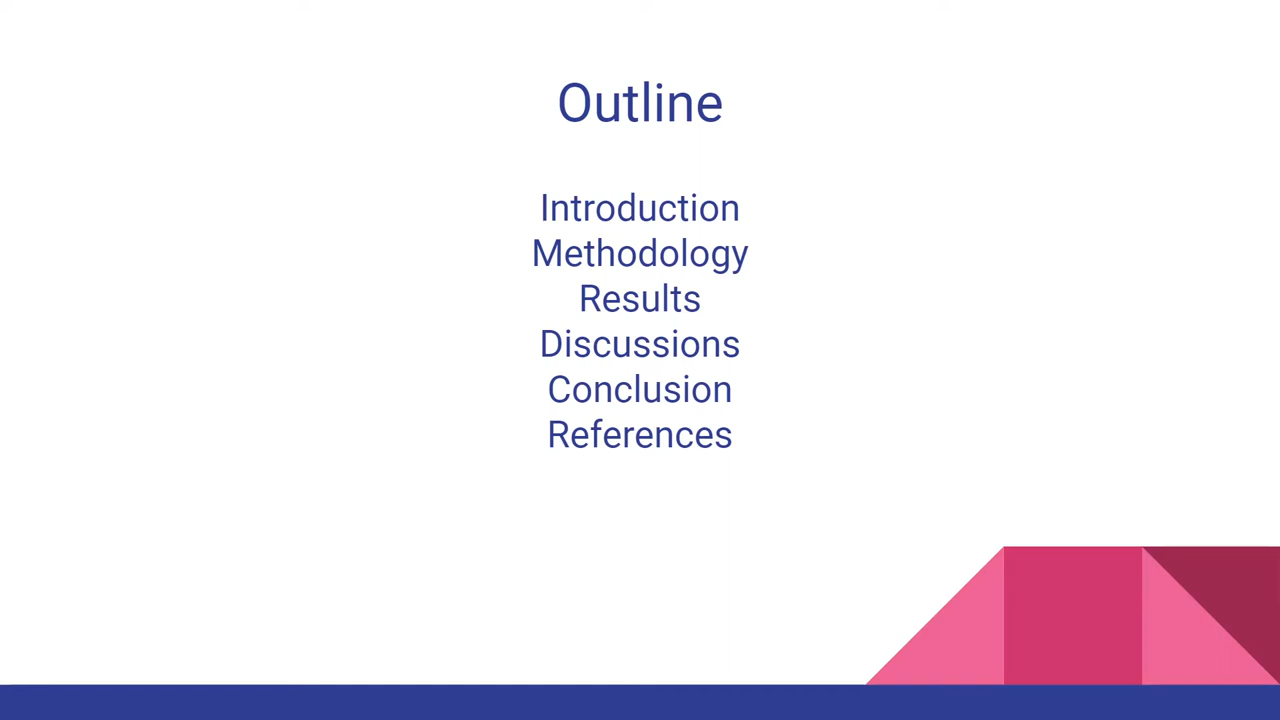 Outline
Introduction
Methodology
Results
Discussions
Conclusion
References